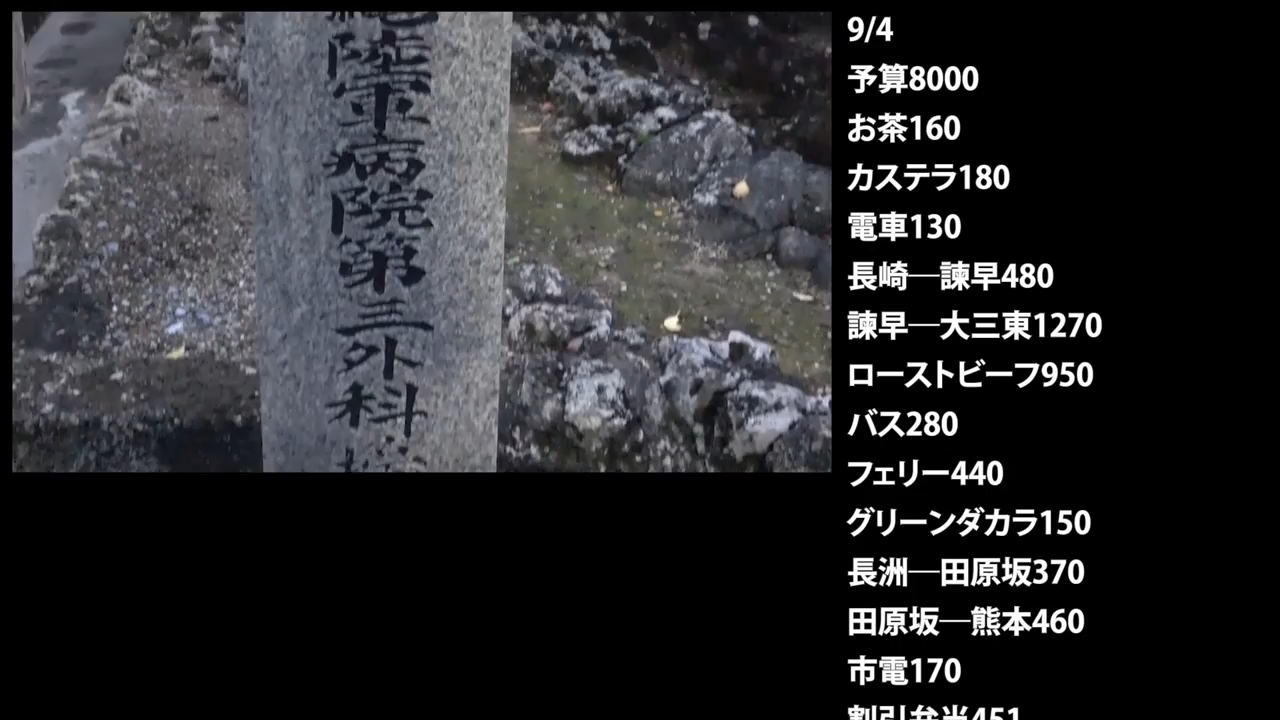 陸軍病院第三外科
9/4
予算8000
お茶160
カステラ180
電車130
長崎─諫早480
諫早─大三東1270
ローストビーフ950
バス280
フェリー440
グリーンダカラ150
長洲─田原坂370
田原坂─熊本460
市電170
割引弁当451